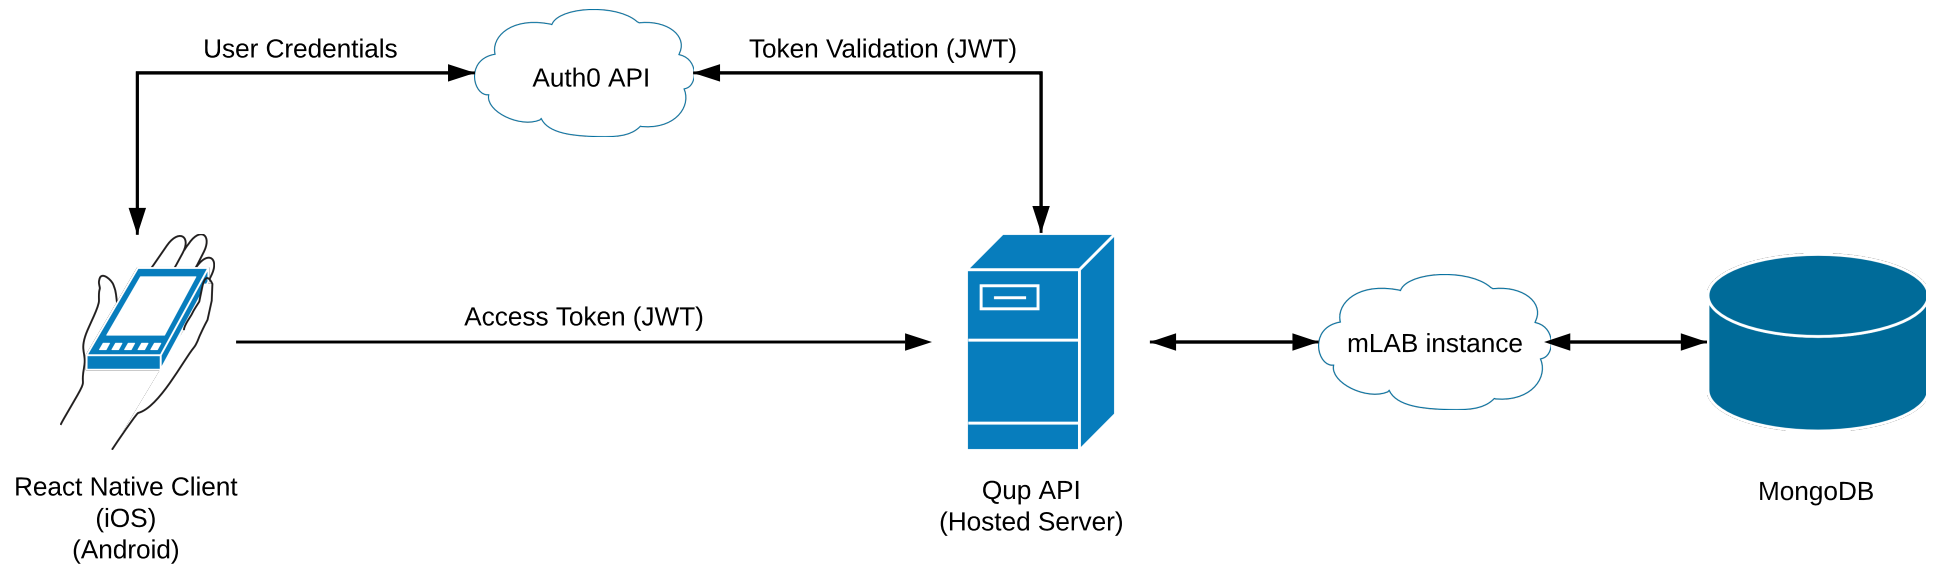 User Credentials
Token Validation (JWT)
Auth0 API
Access Token (JWT)
mLAB instance
React Native Client
(iOS)
(Android)
Qup API
(Hosted Server)
MongoDB